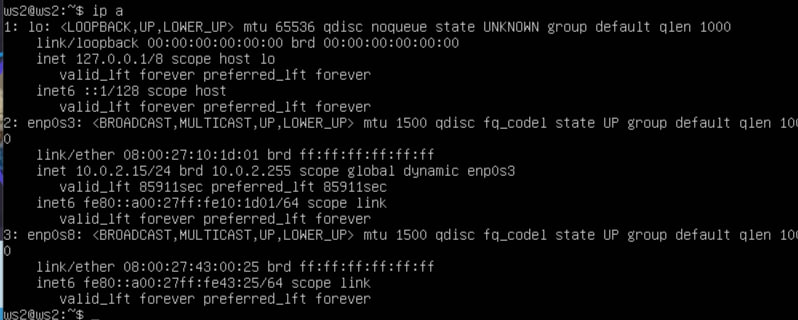 ws2@ws2:~$ ip a
1: lo: <LOOPBACK,UP,LOWER_UP> mtu 65536 qdisc noqueue state UNKNOWN group default qlen 1000
    link/loopback 00:00:00:00:00:00 brd 00:00:00:00:00:00
    inet 127.0.0.1/8 scope host lo
       valid_lft forever preferred_lft forever
    inet6 ::1/128 scope host
       valid_lft forever preferred_lft forever
2: enp0s3: <BROADCAST,MULTICAST,UP,LOWER_UP> mtu 1500 qdisc fq_codel state UP group default qlen 100
0
    link/ether 08:00:27:10:1d:01 brd ff:ff:ff:ff:ff:ff
    inet 10.0.2.15/24 brd 10.0.2.255 scope global dynamic enp0s3
       valid_lft 85911sec preferred_lft 85911sec
    inet6 fe80::a00:27ff:fe10:1d01/64 scope link
       valid_lft forever preferred_lft forever
3: enp0s8: <BROADCAST,MULTICAST,UP,LOWER_UP> mtu 1500 qdisc fq_codel state UP group default qlen 100
0
    link/ether 08:00:27:43:00:25 brd ff:ff:ff:ff:ff:ff
    inet6 fe80::a00:27ff:fe43:25/64 scope link
       valid_lft forever preferred_lft forever
ws2@ws2:~$ _